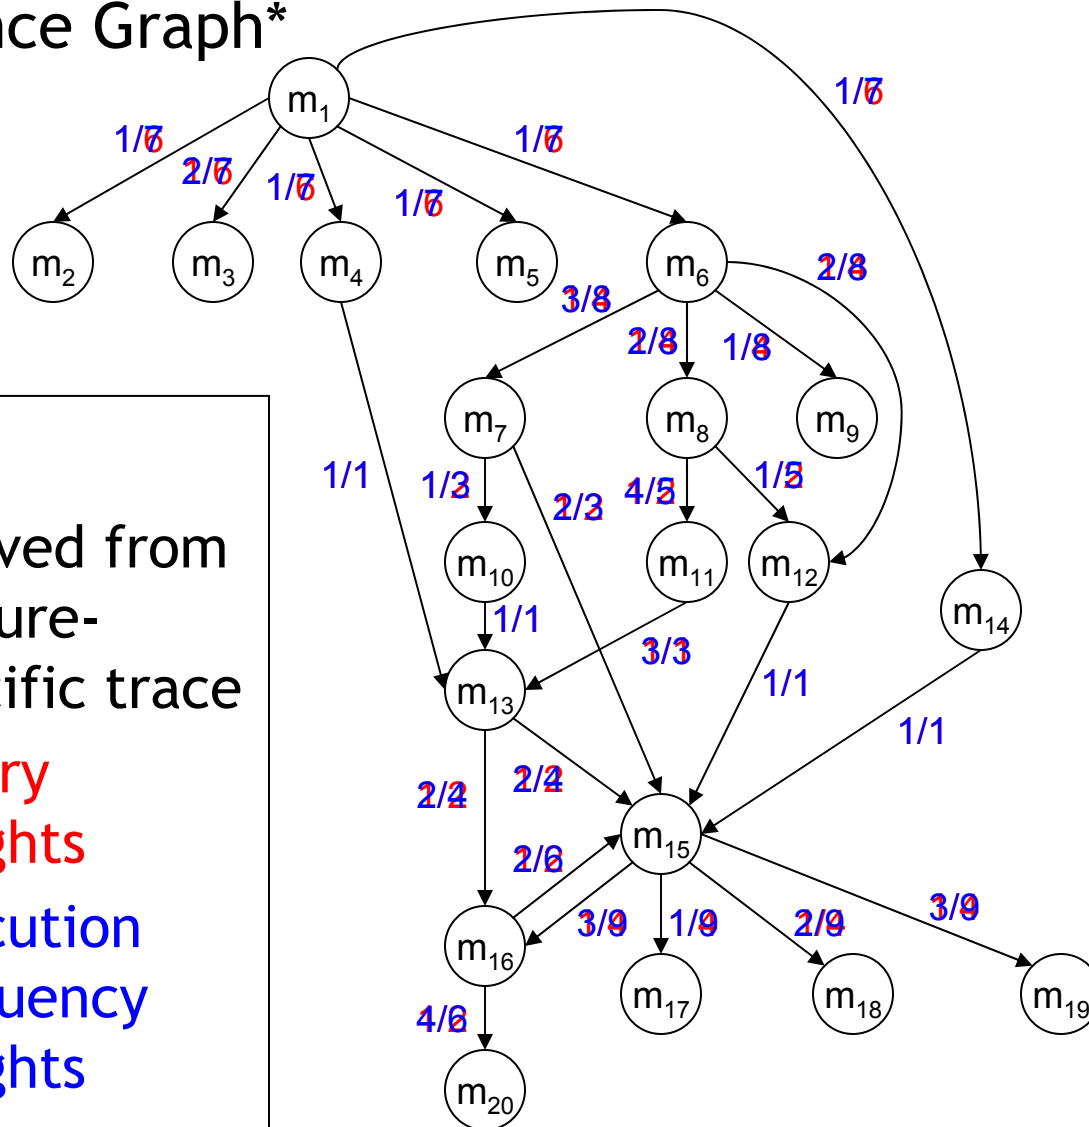 nce Graph*
m1
1/7
1/7
2/7
1/7
1/7
1/7
m2
m3
m4
m5
m6
2/8
3/8
2/8
1/8
m7
m8
m9
1/1
1/3
2/3
4/5
1/5
ved from
m10
m11
m12
m14
ure-
1/1
3/3
1/1
cific trace
m13
1/1
ry
2/4
2/4
ghts
m15
2/6
cution
3/9
1/9
2/9
3/9
m16
uency
m17
m18
m19
4/6
ghts
m20